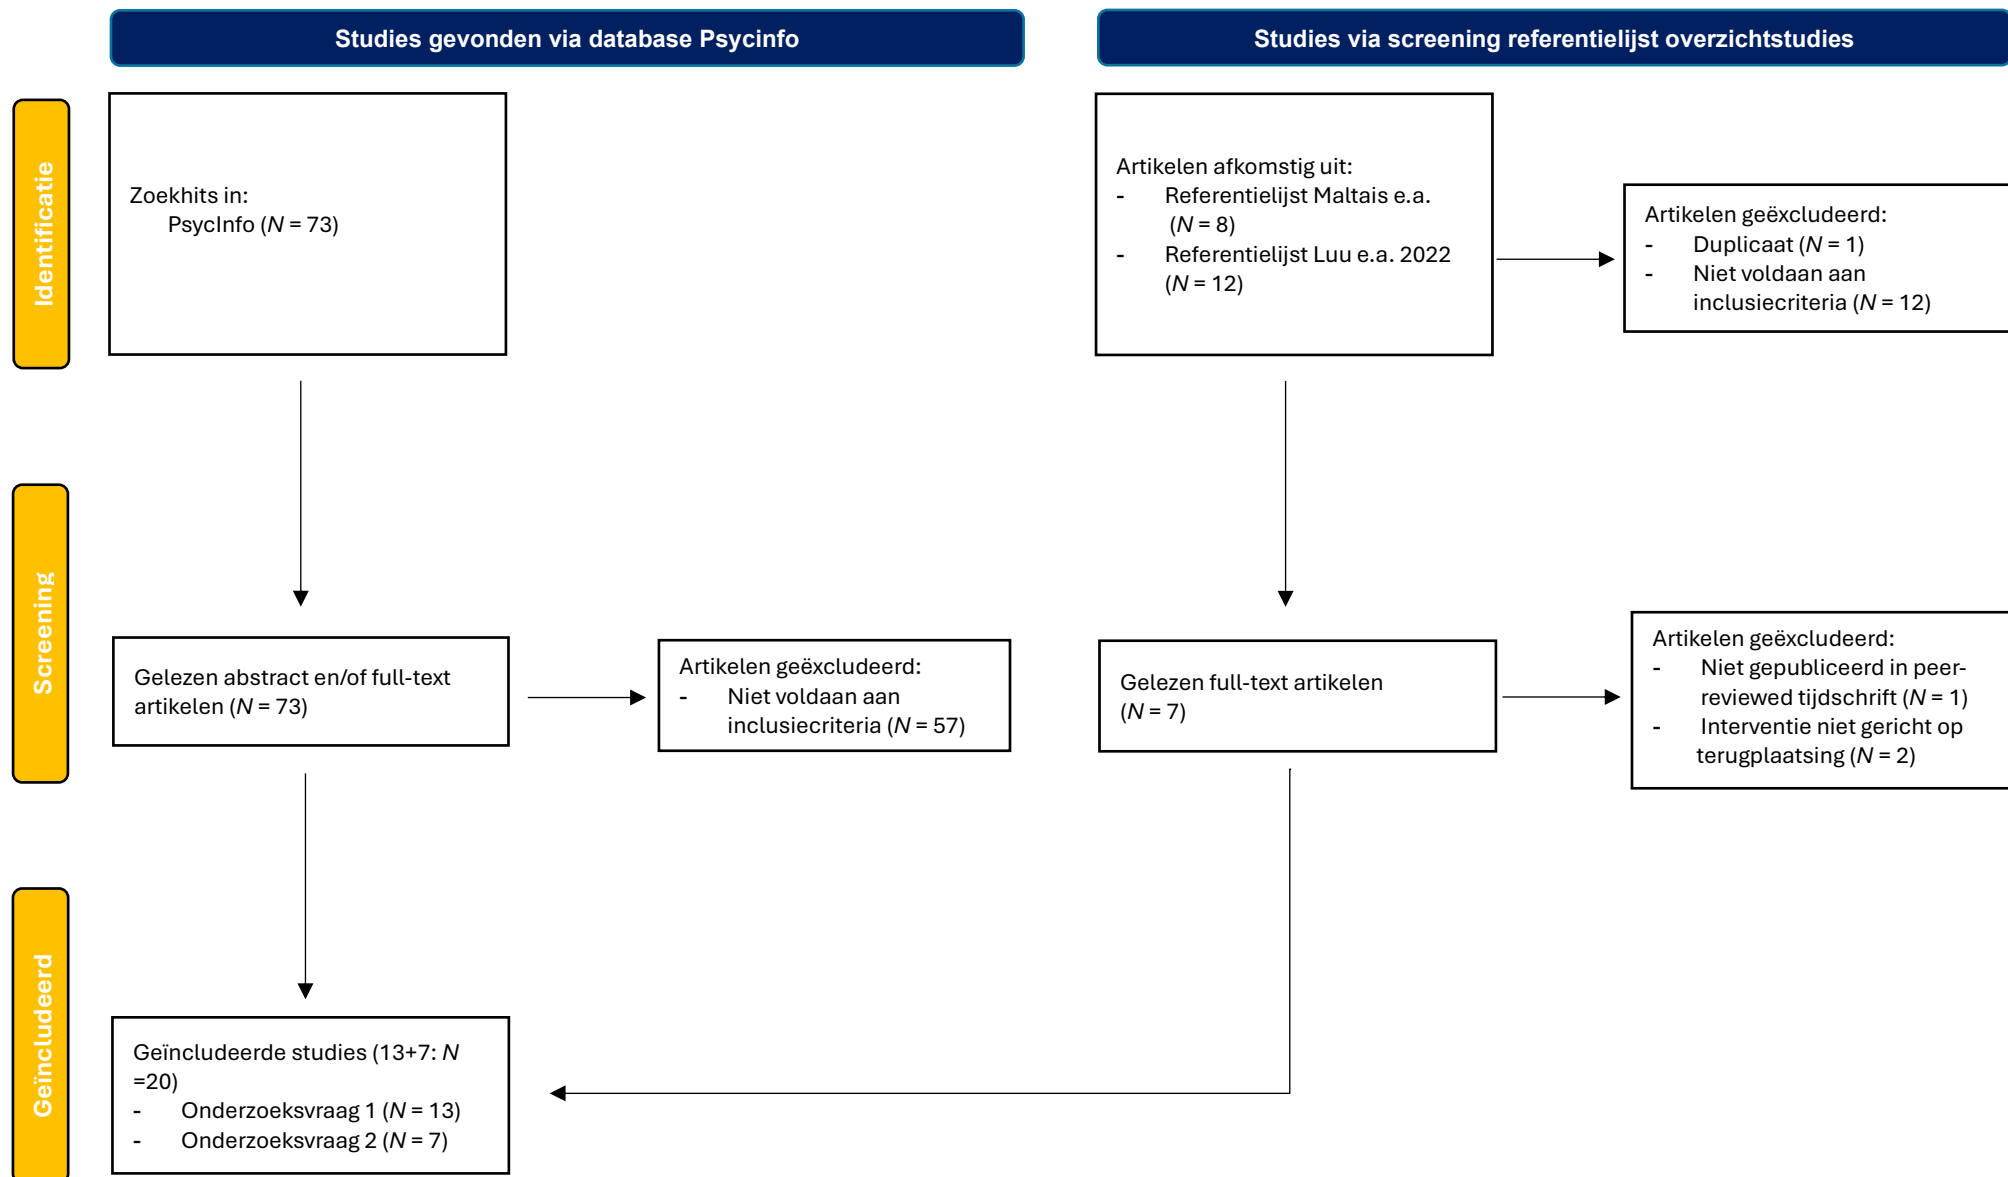 Studies gevonden via database Psycinfo
Studies via screening referentielijst overzichtstudies
Identificatie
Zoekhits in:
PsycInfo (N = 73)
Artikelen afkomstig uit:
- Referentielijst Maltais e.a.
(N = 8)
- Referentielijst Luu e.a. 2022
(N = 12)
Artikelen geëxcludeerd:
- Duplicaat (N = 1)
- Niet voldaan aan
inclusiecriteria (N = 12)
Screening
Gelezen abstract en/of full-text
artikelen (N = 73)
Artikelen geëxcludeerd:
- Niet voldaan aan
inclusiecriteria (N = 57)
Gelezen full-text artikelen
(N = 7)
Artikelen geëxcludeerd:
- Niet gepubliceerd in peer-
reviewed tijdschrift (N = 1)
- Interventie niet gericht op
terugplaatsing (N = 2)
Geïncludeerd
Geïncludeerde studies (13+7: N
=20)
- Onderzoeksvraag 1 (N = 13)
- Onderzoeksvraag 2 (N = 7)